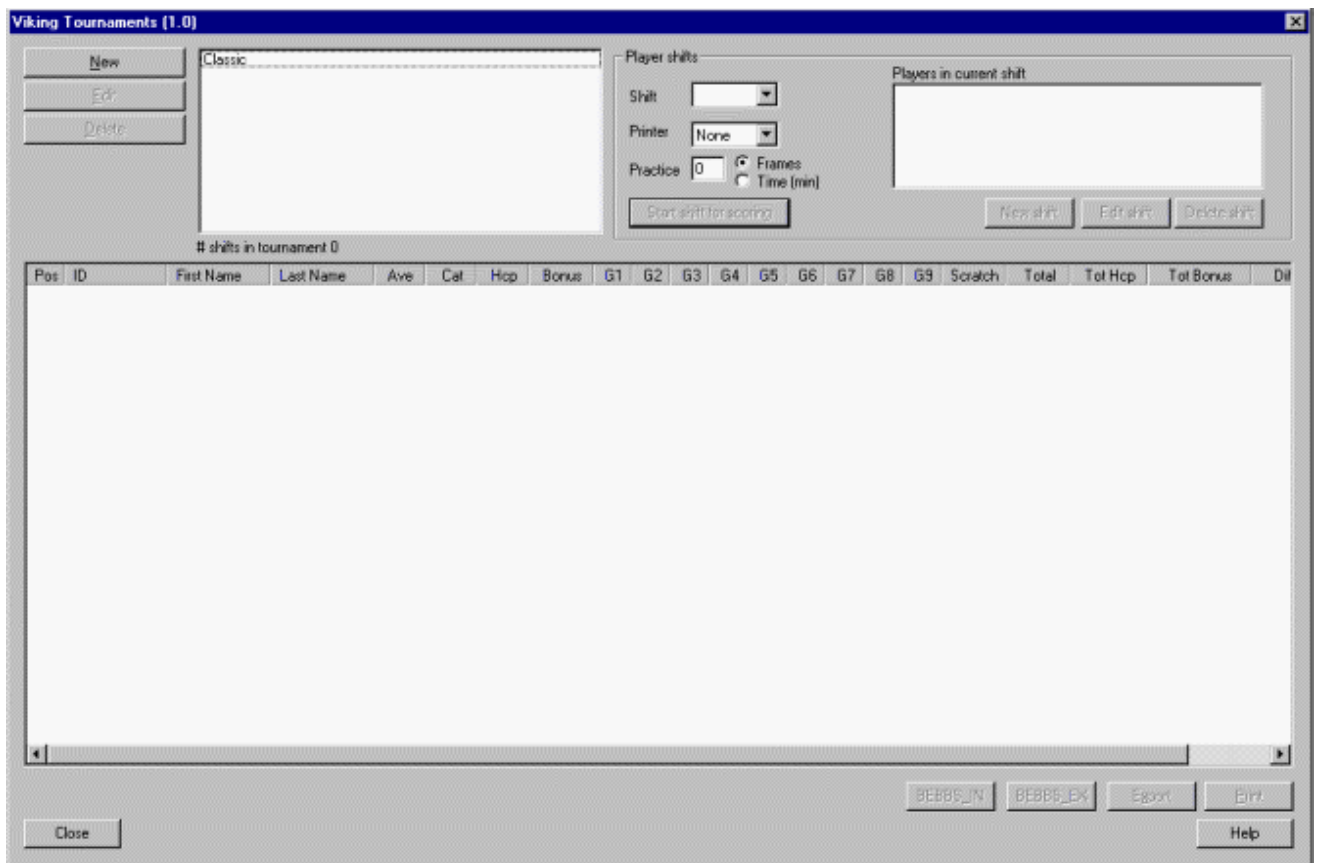 Viking Tournaments (1.0)
New
Edit
Delete
Classic
# shifts in tournament 0
Player shifts
Shift
Printer None
Practice 0 Frames
Time (min)
Start shift for scoring
Players in current shift
New shift Edit shift Delete shift
Pos ID First Name Last Name Ave Cat Hcp Bonus G1 G2 G3 G4 G5 G6 G7 G8 G9 Scratch Total Tot Hcp Tot Bonus Dif
BEBBS_IN BEBBS_EX Export Print
Close Help